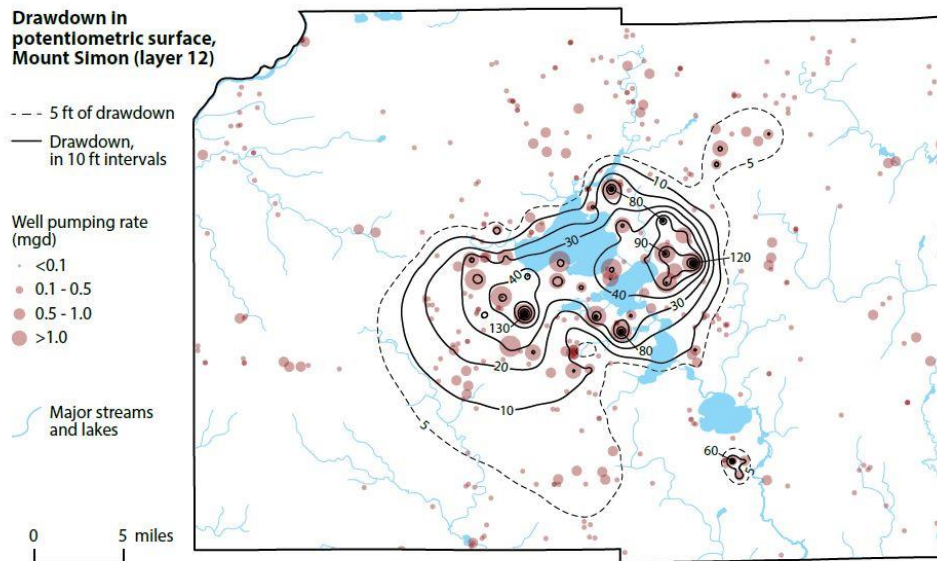 Drawdown in
potentiometric surface,
Mount Simon (layer 12)
5 ft of drawdown
Drawdown,
in 10 ft intervals
Well pumping rate
(mgd)
<0.1
0.1 - 0.5
0.5 - 1.0
>1.0
Major streams
and lakes
0 5 miles
5
10
80
30
90
120
40
40
30
130
80
20
10
5
60
5